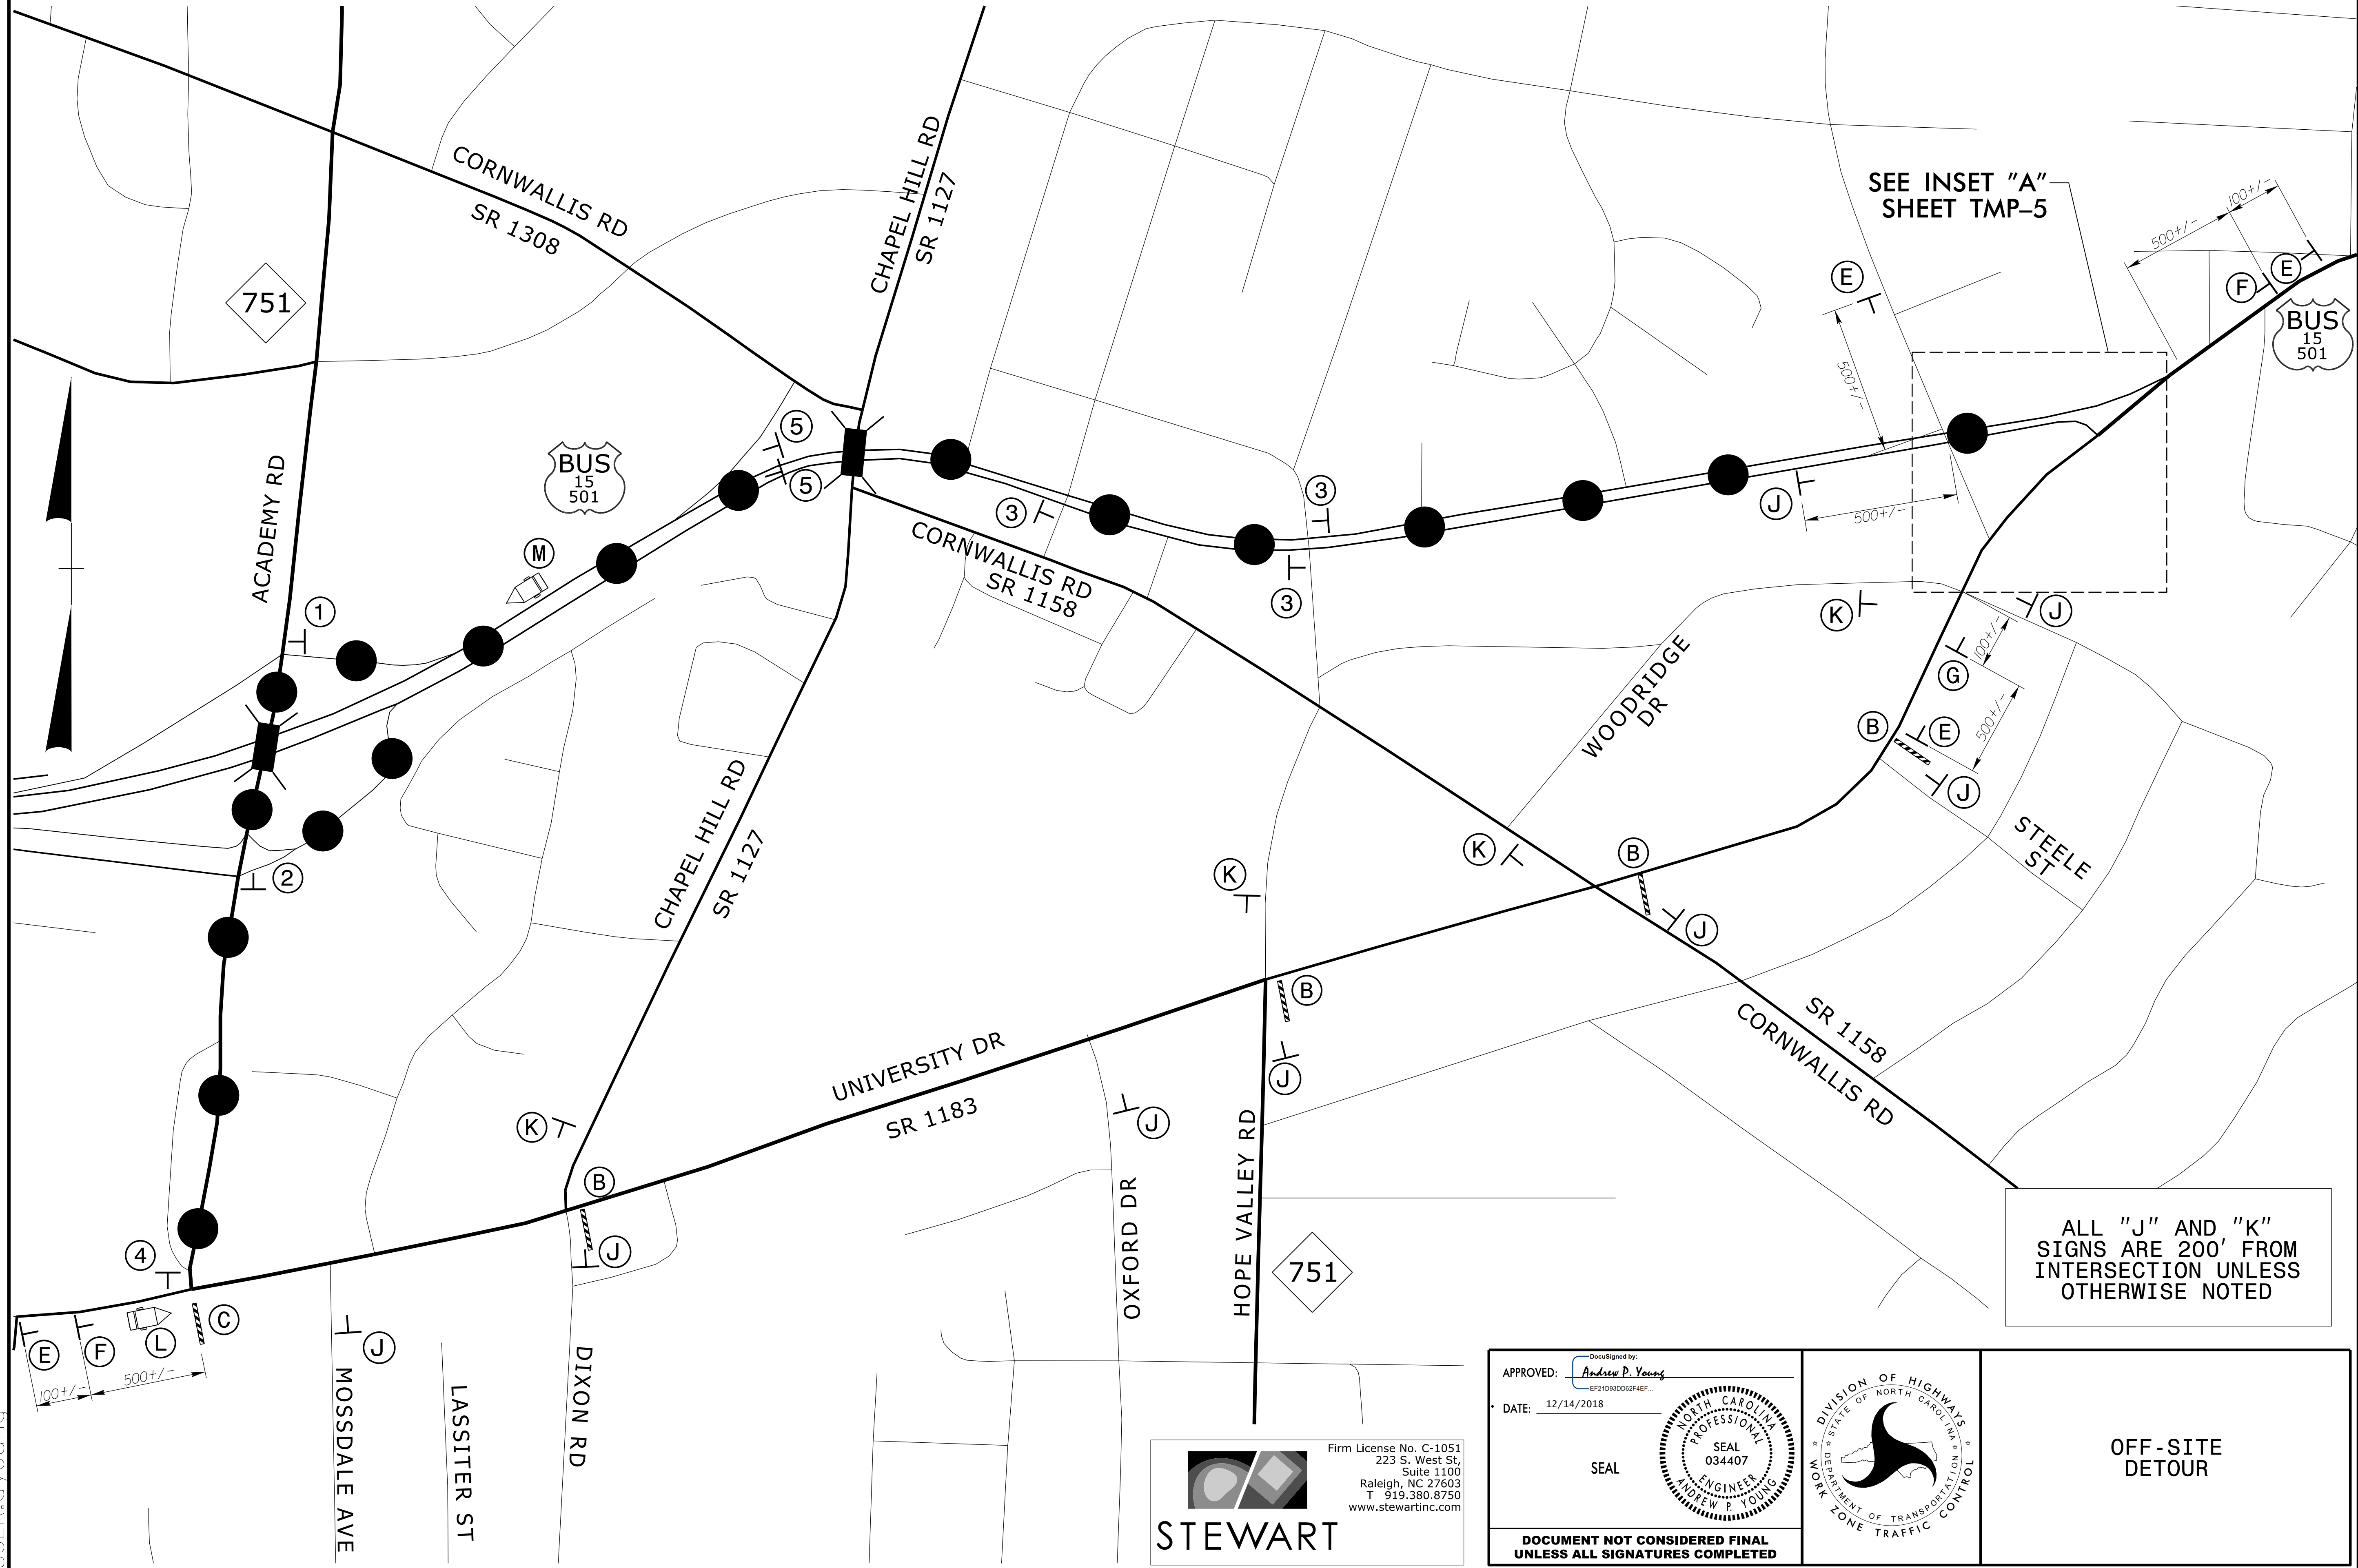 CORNWALLIS RD
SR 1308
CHAPEL HILL RD
SR 1127
SEE INSET "A"
SHEET TMP-5
500+/-
100+/-
E
F
E
BUS
15
501
751
500+/-
ACADEMY RD
BUS
15
501
5
5
3
3
3
J
500+/-
M
CORNWALLIS RD
SR 1158
1
K
J
100+/-
G
WOODRIDGE
DR
B
E
500+/-
J
CHAPEL HILL RD
SR 1127
STEELE
ST
2
K
K
B
J
B
SR 1158
CORNWALLIS RD
UNIVERSITY DR
SR 1183
J
K
J
B
J
OXFORD DR
HOPE VALLEY RD
751
ALL "J" AND "K"
SIGNS ARE 200' FROM
INTERSECTION UNLESS
OTHERWISE NOTED
4
E
F
L
C
100+/-
500+/-
J
MOSSDALE AVE
LASSITER ST
DIXON RD
STEWART
Firm License No. C-1051
223 S. West St,
Suite 1100
Raleigh, NC 27603
T 919.380.8750
www.stewartinc.com
DocuSigned by:
APPROVED: Andrew P. Young
EF21D93DD62F4EF...
DATE: 12/14/2018
SEAL
NORTH CAROLINA
PROFESSIONAL
SEAL
034407
ENGINEER
ANDREW P. YOUNG
DOCUMENT NOT CONSIDERED FINAL
UNLESS ALL SIGNATURES COMPLETED
DIVISION OF HIGHWAYS
STATE OF NORTH CAROLINA
DEPARTMENT OF TRANSPORTATION
WORK ZONE TRAFFIC CONTROL
OFF-SITE
DETOUR